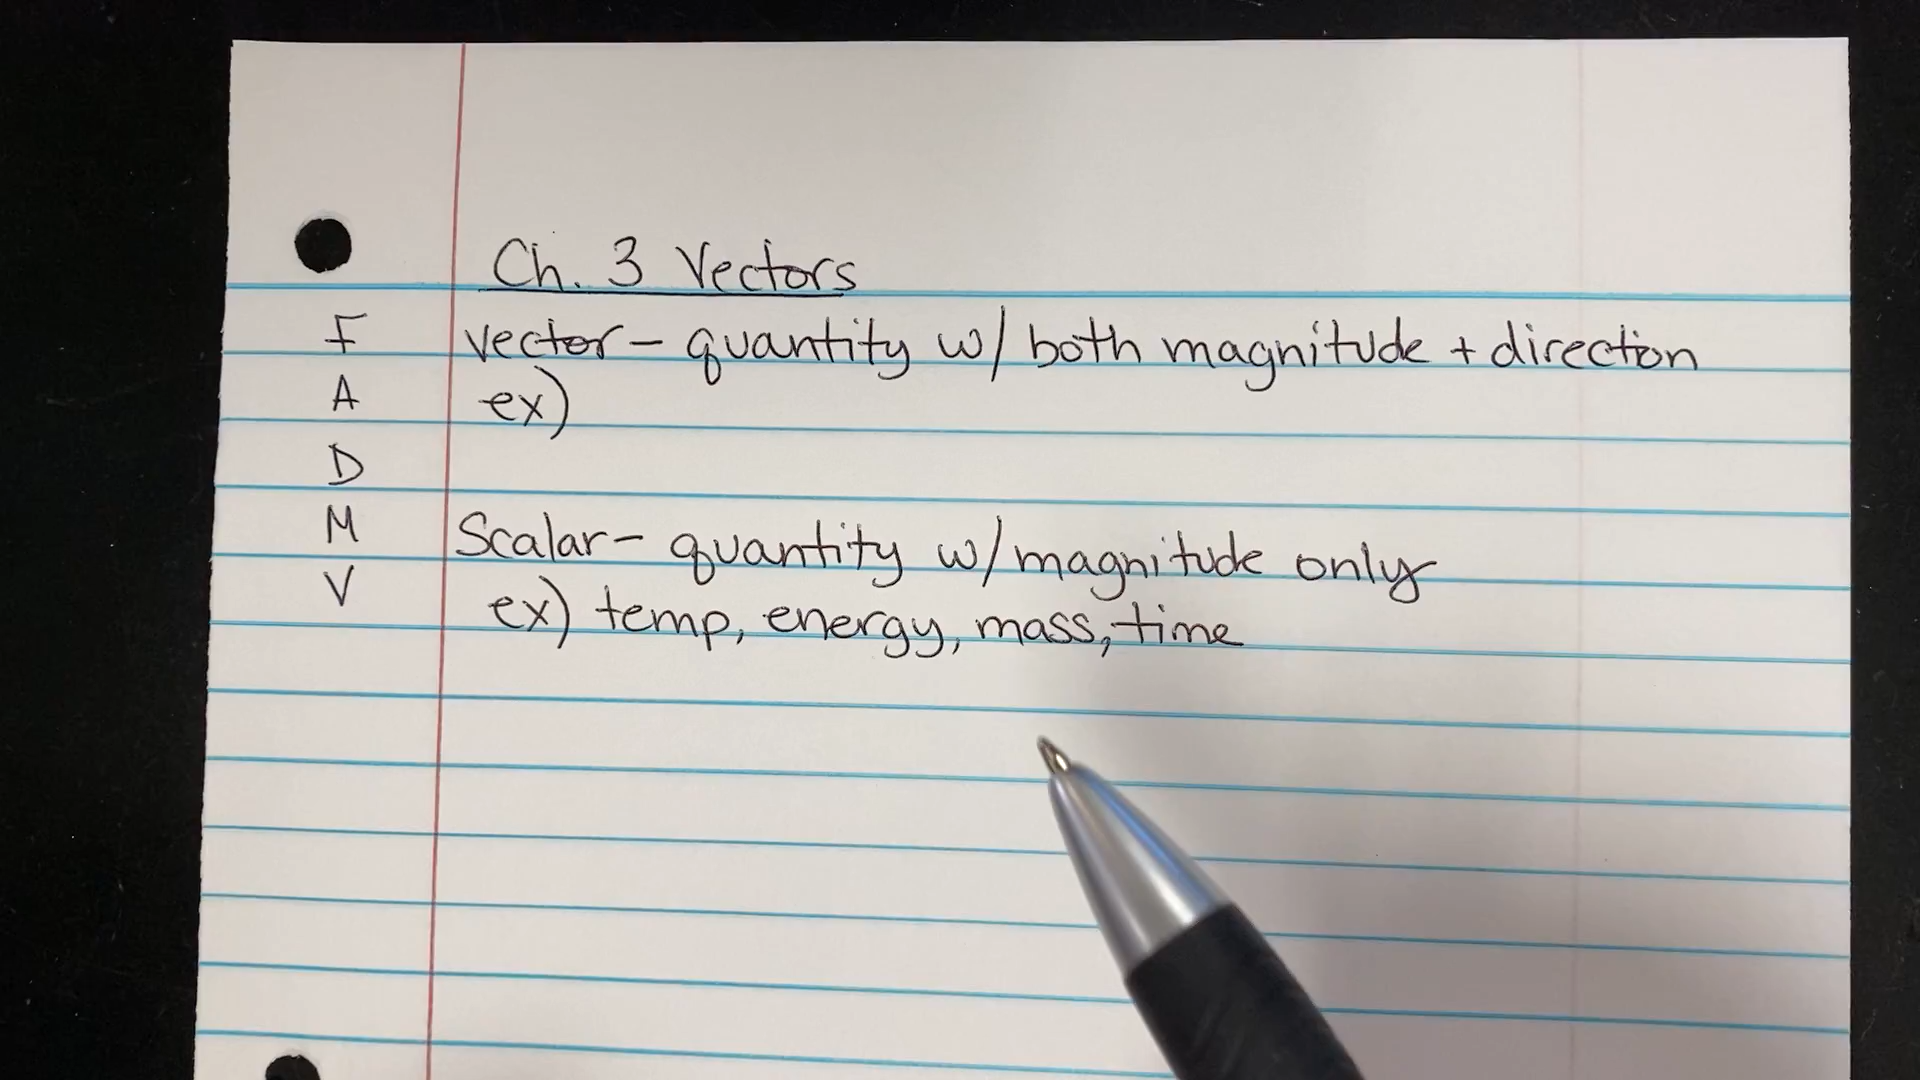 Ch. 3 Vectors
F
vector - quantity w/ both magnitude + direction
A
ex)
D
M
Scalar - quantity w/ magnitude only
V
ex) temp, energy, mass, time